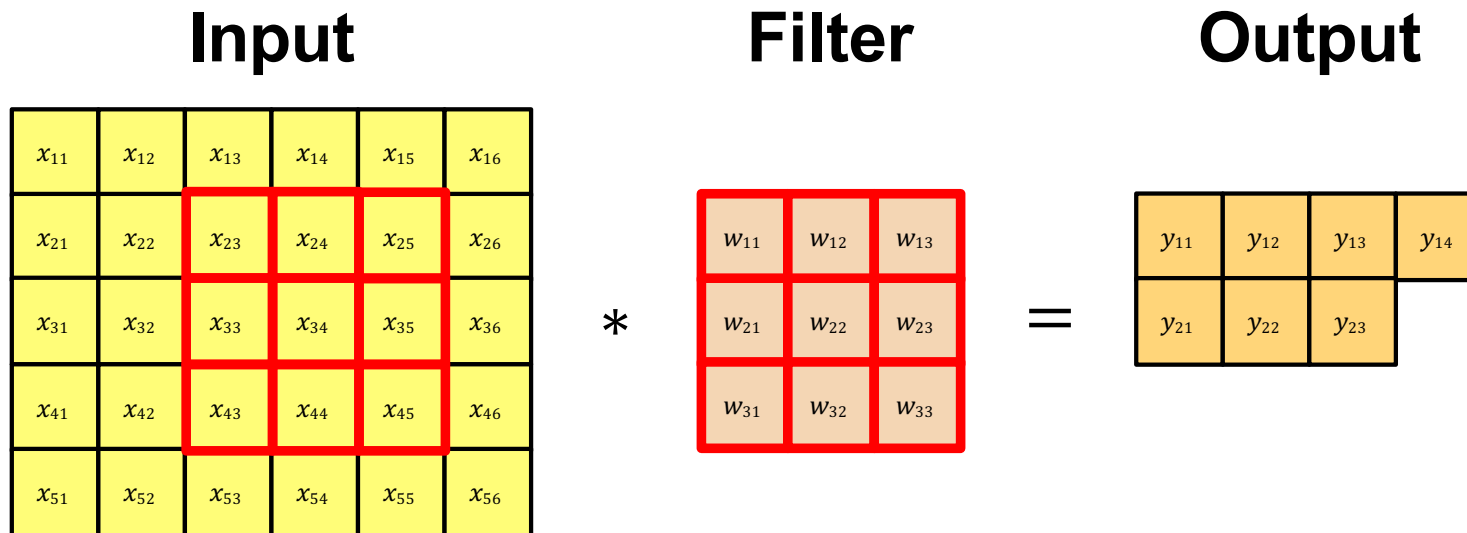 Input Filter Output
x₁₁ x₁₂ x₁₃ x₁₄ x₁₅ x₁₆
x₂₁ x₂₂ x₂₃ x₂₄ x₂₅ x₂₆ w₁₁ w₁₂ w₁₃ y₁₁ y₁₂ y₁₃ y₁₄
x₃₁ x₃₂ x₃₃ x₃₄ x₃₅ x₃₆ * w₂₁ w₂₂ w₂₃ = y₂₁ y₂₂ y₂₃
x₄₁ x₄₂ x₄₃ x₄₄ x₄₅ x₄₆ w₃₁ w₃₂ w₃₃
x₅₁ x₅₂ x₅₃ x₅₄ x₅₅ x₅₆